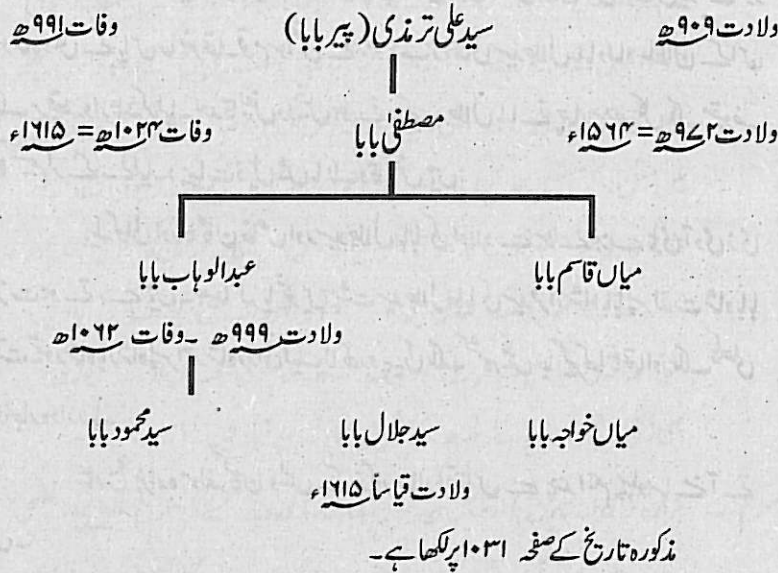 ولادت ۹۰۹ھ سید علی ترمذی (پیر بابا) وفات ۹۹۱ھ
ولادت ۹۷۲ھ = ۱۵۶۴ء مصطفیٰ بابا وفات ۱۰۲۴ھ = ۱۶۱۵ء
میاں قاسم بابا عبدالوہاب بابا
ولادت ۹۹۹ھ ۔ وفات ۱۰۶۲ھ
میاں خواجہ بابا سید جلال بابا سید محمود بابا
ولادت قیاساً ۱۶۱۵ء
مذکورہ تاریخ کے صفحہ ۱۰۳۱ پر لکھا ہے۔